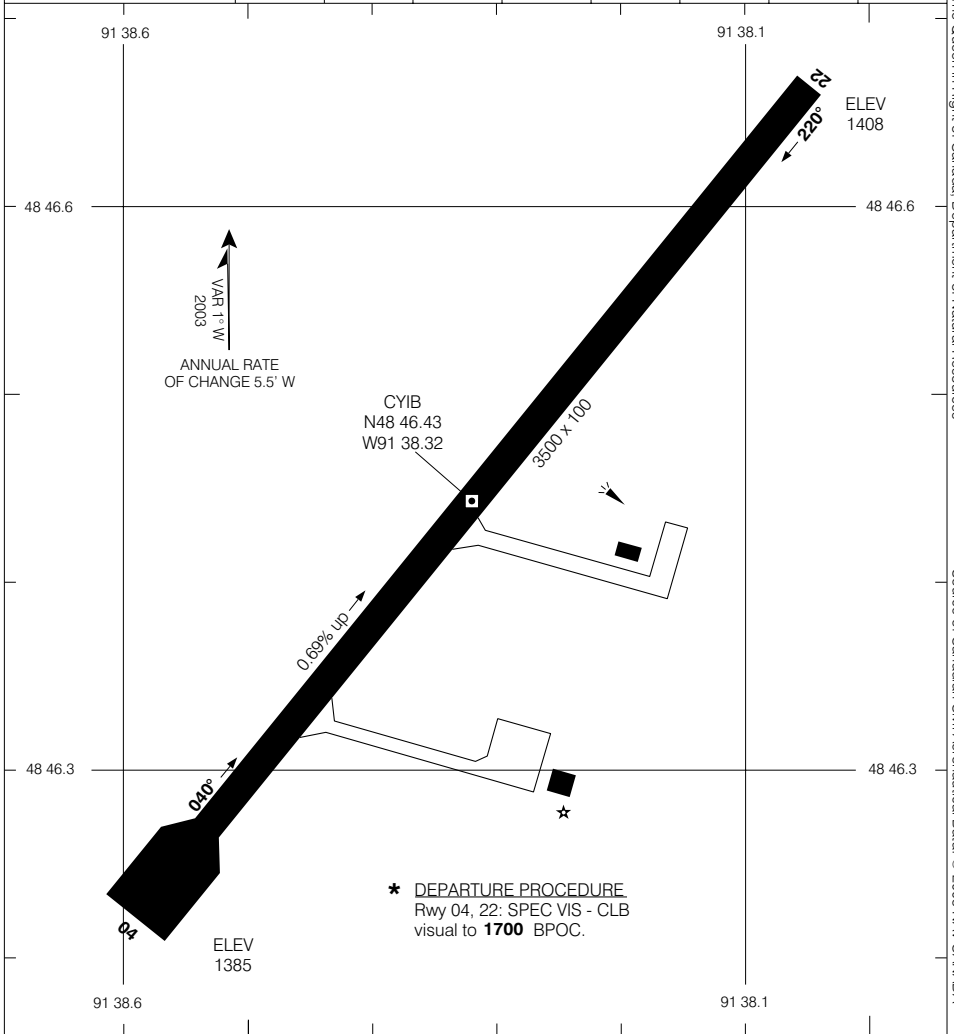 91 38.6
91 38.1
22
ELEV
1408
220°
48 46.6
48 46.6
VAR 1° W
2003
ANNUAL RATE
OF CHANGE 5.5' W
CYIB
N48 46.43
W91 38.32
3500 x 100
0.69% up
48 46.3
48 46.3
040°
* DEPARTURE PROCEDURE
Rwy 04, 22: SPEC VIS - CLB
visual to 1700 BPOC.
04
ELEV
1385
91 38.6
91 38.1